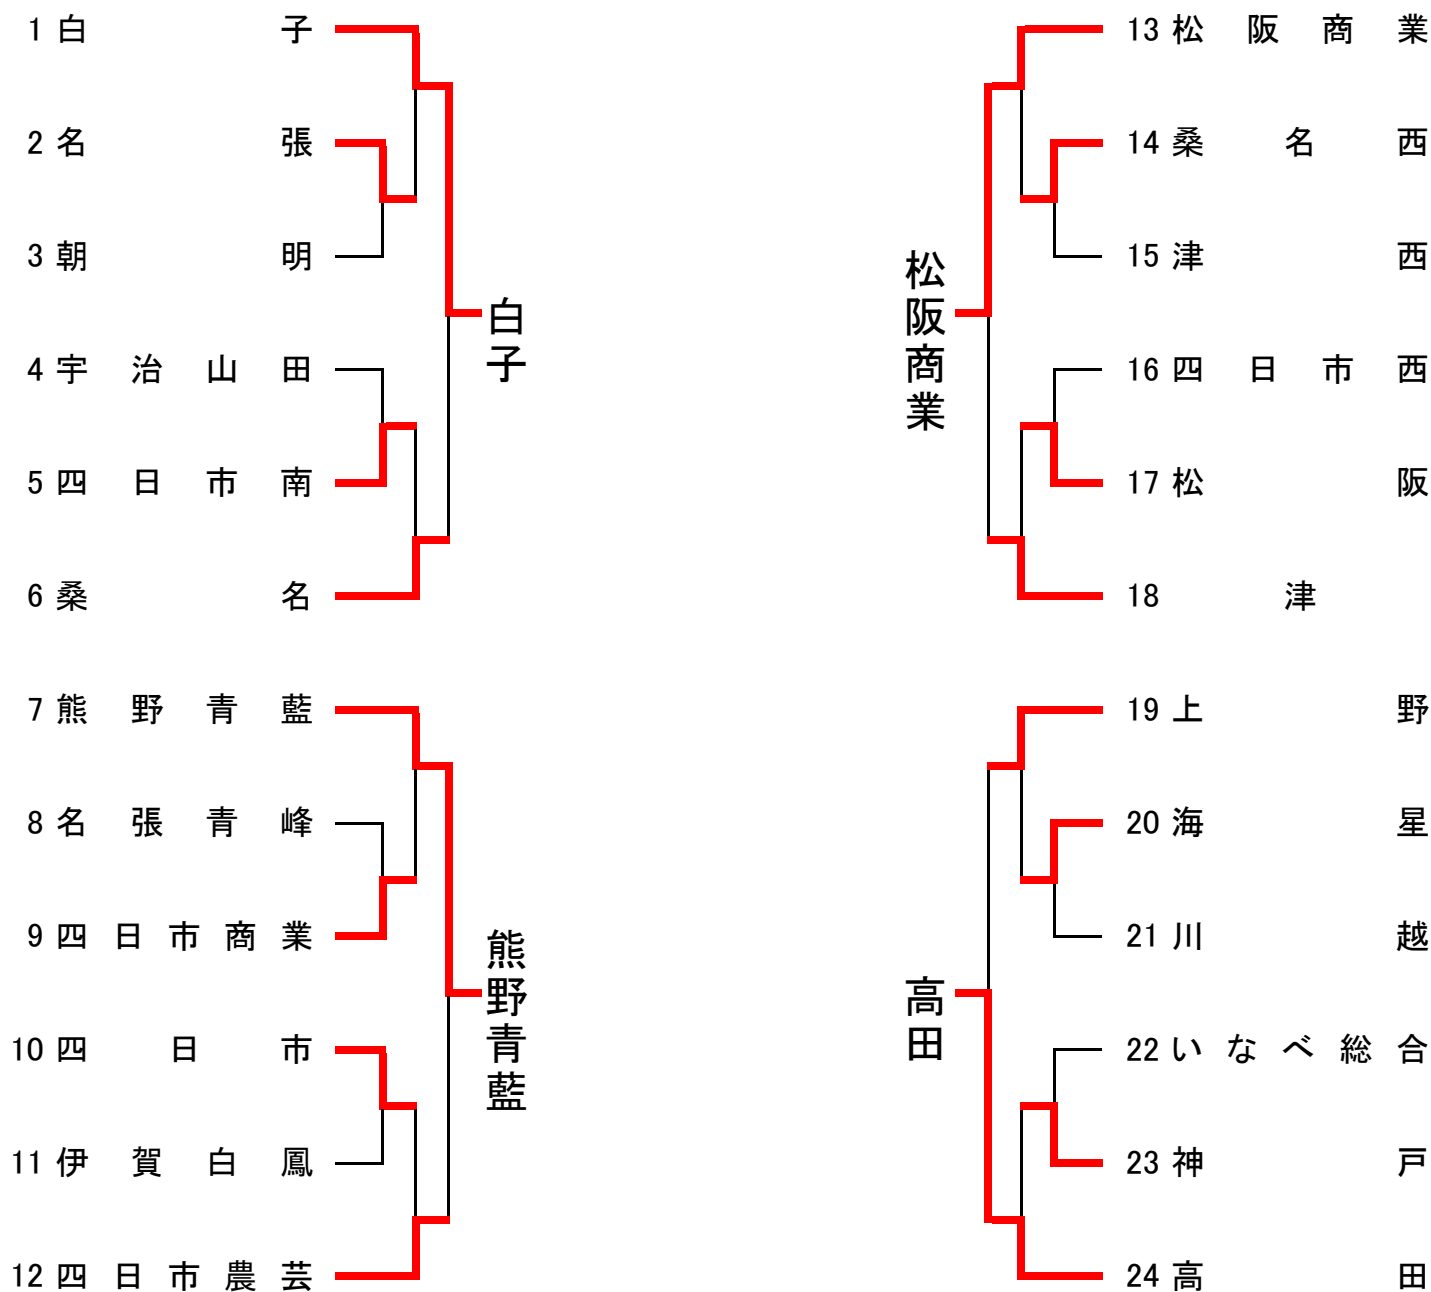 1 白子
2 名張
3 朝明
4 宇治山田
5 四日市南
6 桑名
白子
7 熊野青藍
8 名張青峰
9 四日市商業
10 四日市
11 伊賀白鳳
12 四日市農芸
熊野青藍
13 松阪商業
14 桑名西
15 津西
16 四日市西
17 松阪
18 津
松阪商業
19 上野
20 海星
21 川越
22 いなべ総合
23 神戸
24 高田
高田